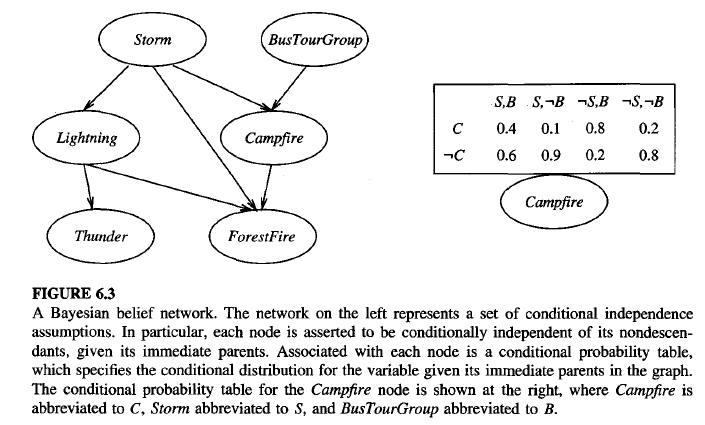 Storm
BusTourGroup
S,B S,¬B ¬S,B ¬S,¬B
Lightning
Campfire
C 0.4 0.1 0.8 0.2
¬C 0.6 0.9 0.2 0.8
Campfire
Thunder
ForestFire
FIGURE 6.3
A Bayesian belief network. The network on the left represents a set of conditional independence
assumptions. In particular, each node is asserted to be conditionally independent of its nondescen-
dants, given its immediate parents. Associated with each node is a conditional probability table,
which specifies the conditional distribution for the variable given its immediate parents in the graph.
The conditional probability table for the Campfire node is shown at the right, where Campfire is
abbreviated to C, Storm abbreviated to S, and BusTourGroup abbreviated to B.